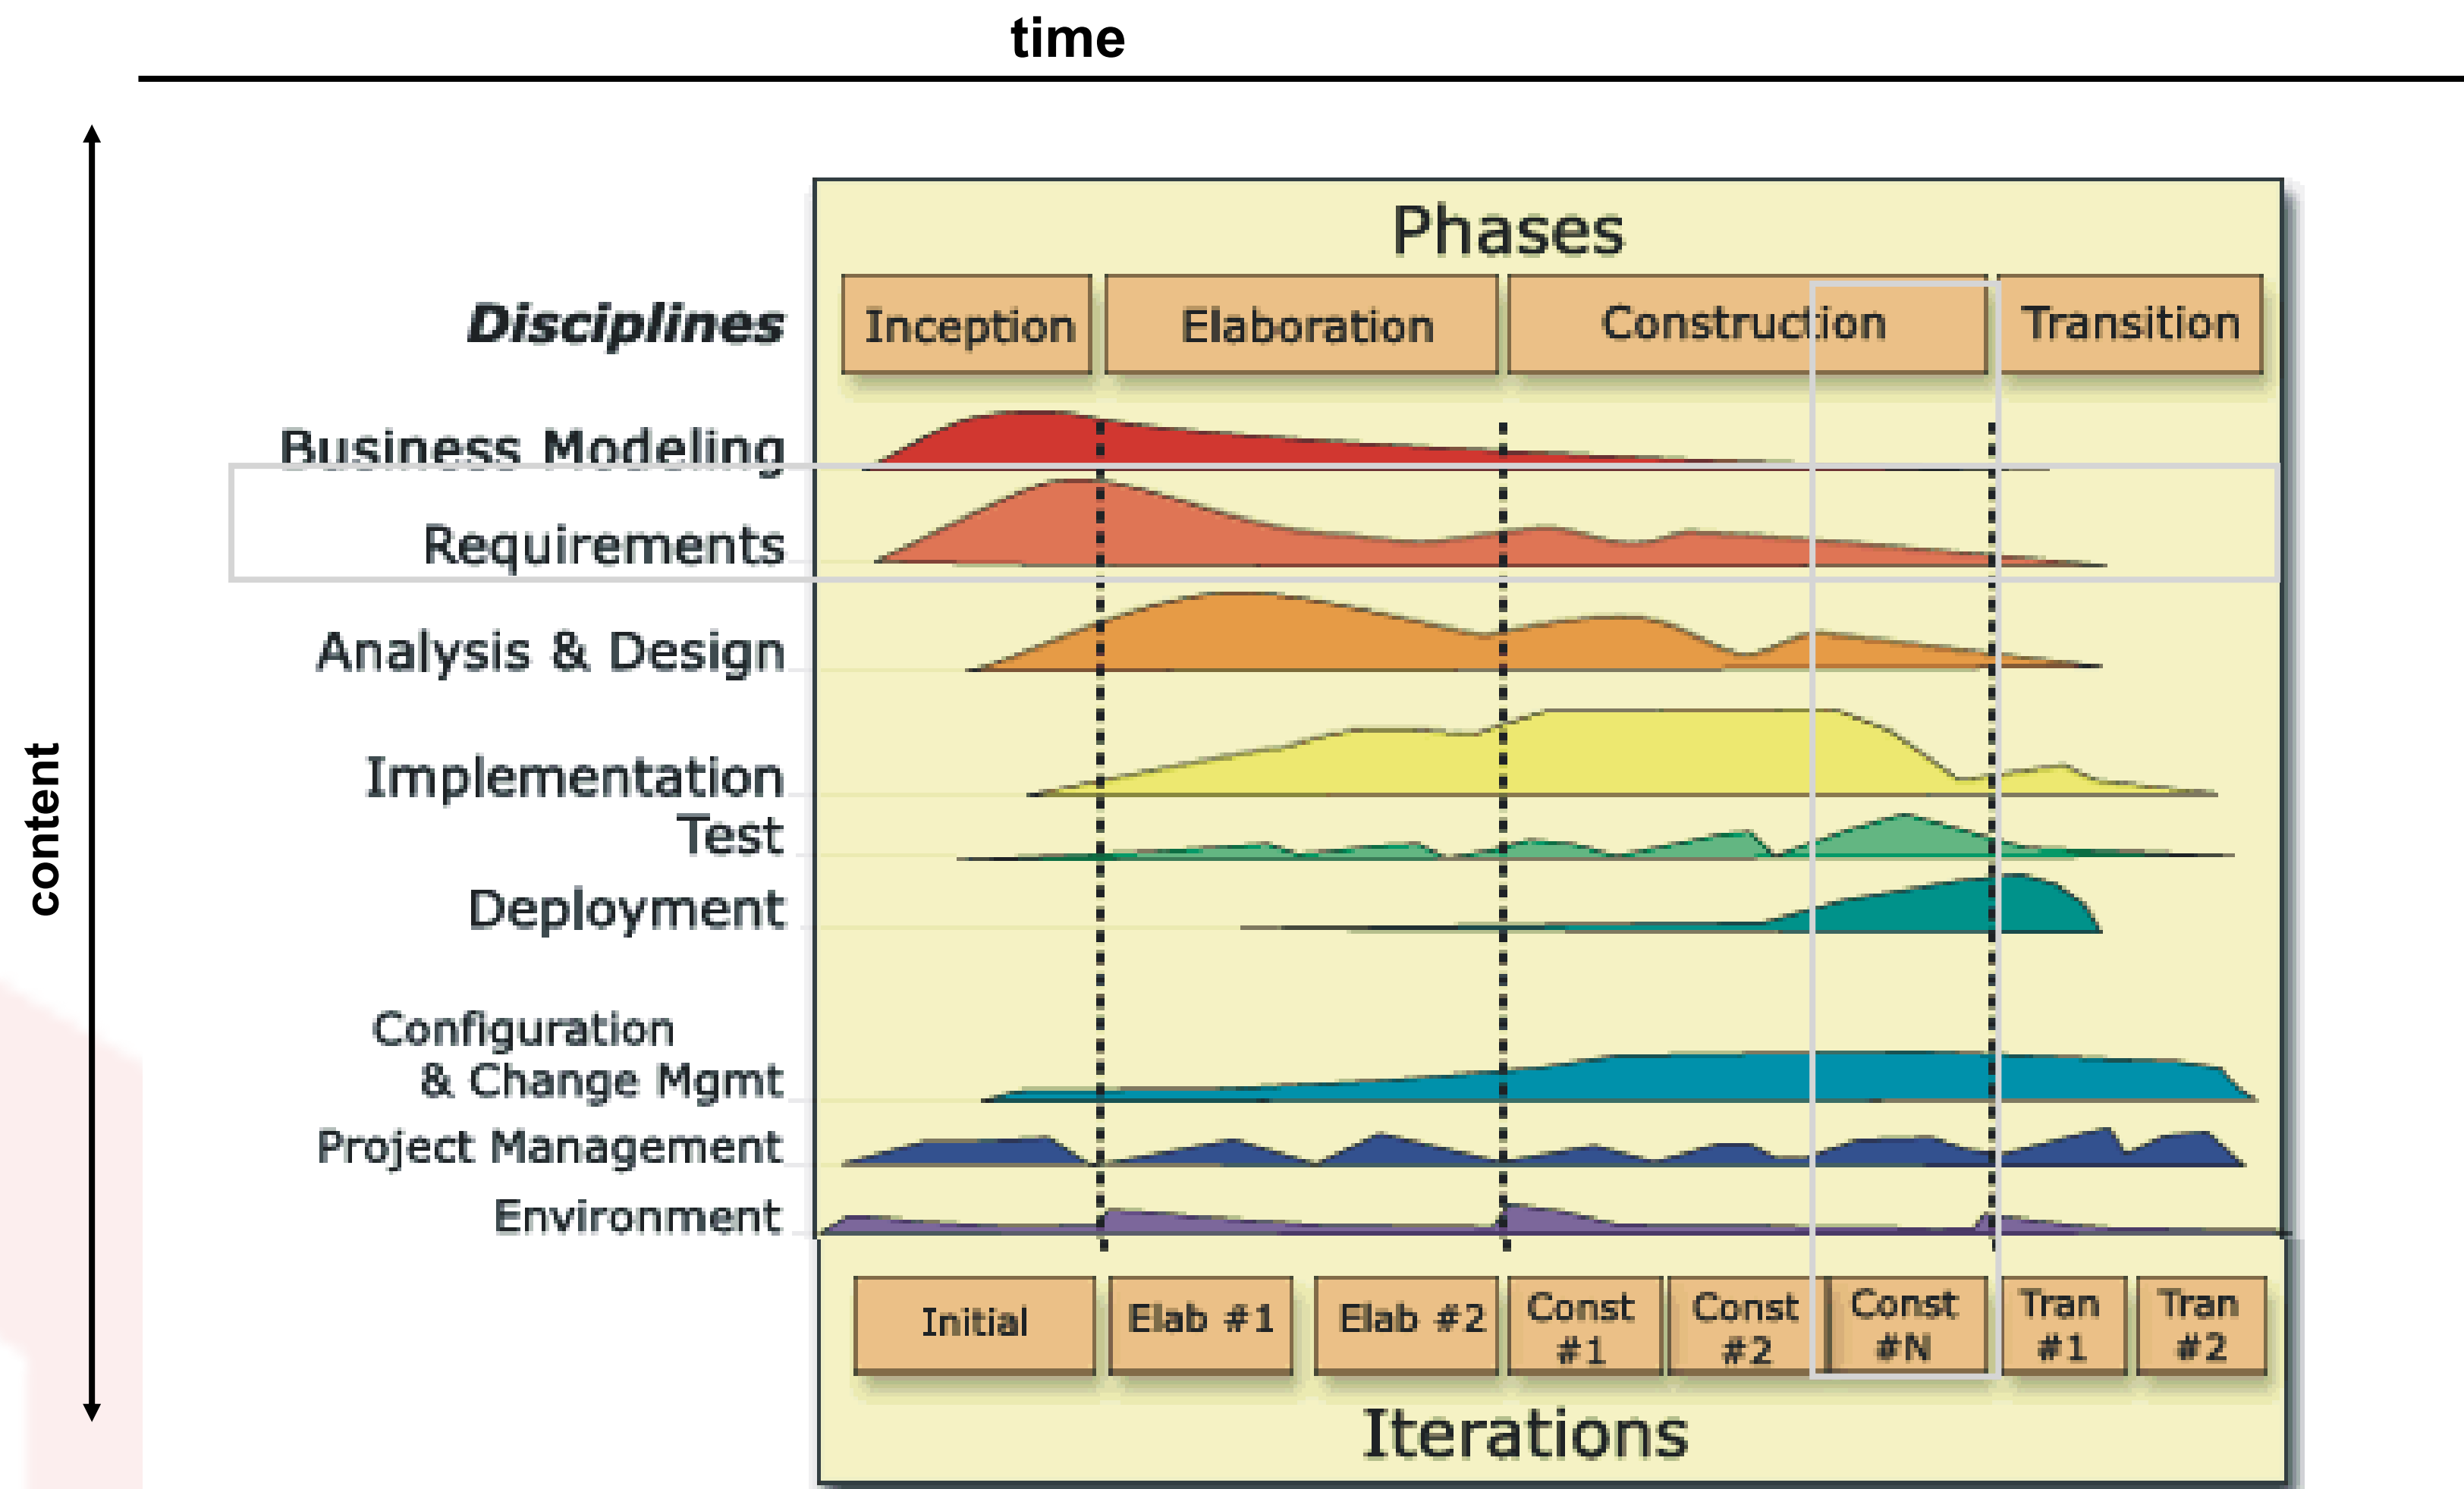 time
content
Phases
Disciplines
Inception
Elaboration
Construction
Transition
Business Modeling
Requirements
Analysis & Design
Implementation
Test
Deployment
Configuration
& Change Mgmt
Project Management
Environment
Initial
Elab #1
Elab #2
Const
#1
Const
#2
Const
#N
Tran
#1
Tran
#2
Iterations